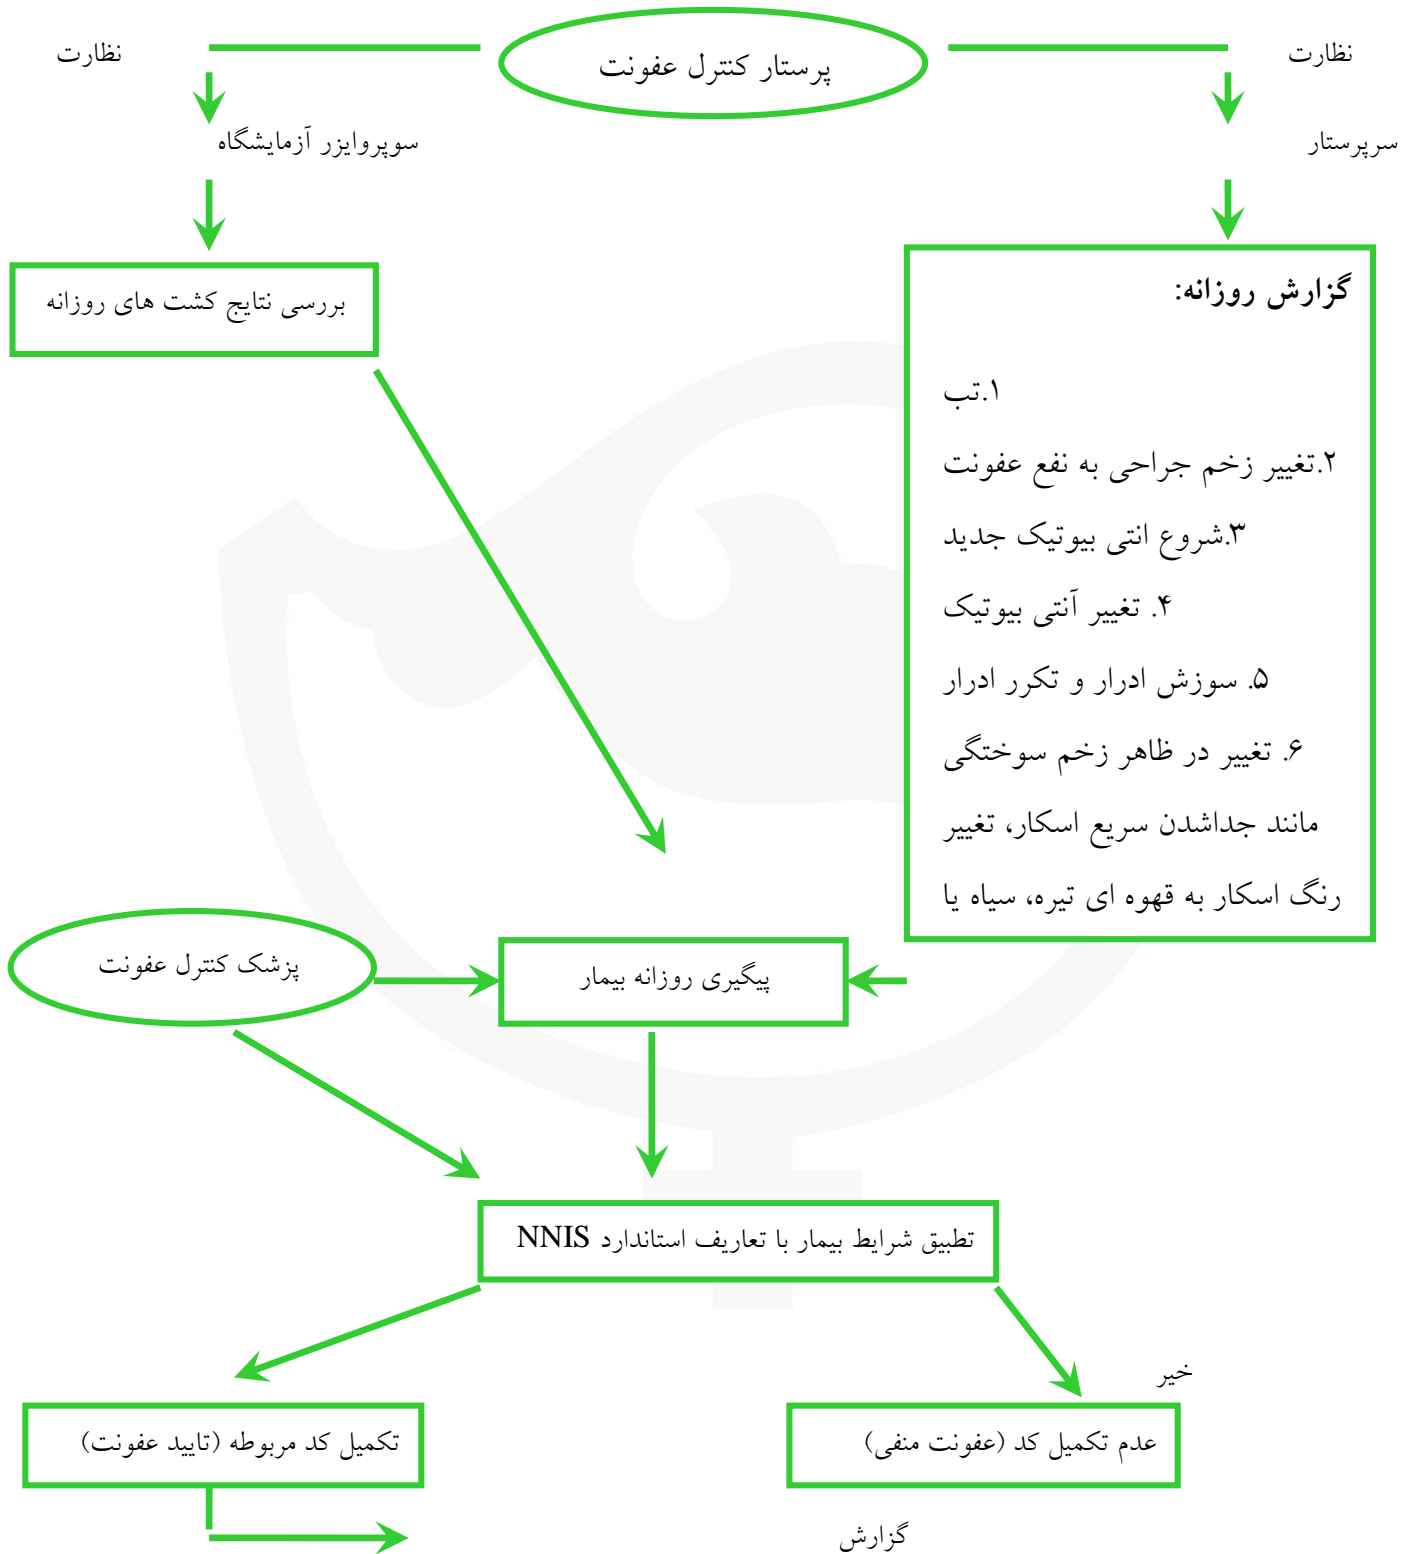 نظارت
پرستار کنترل عفونت
نظارت
سرپرستار
سوپروایزر آزمایشگاه
گزارش روزانه:
۱.تب
۲.تغییر زخم جراحی به نفع عفونت
۳.شروع انتی بیوتیک جدید
۴. تغییر آنتی بیوتیک
۵. سوزش ادرار و تکرر ادرار
۶. تغییر در ظاهر زخم سوختگی
مانند جداشدن سریع اسکار، تغییر
رنگ اسکار به قهوه ای تیره، سیاه یا
بررسی نتایج کشت های روزانه
پیگیری روزانه بیمار
پزشک کنترل عفونت
تطبیق شرایط بیمار با تعاریف استاندارد NNIS
خیر
عدم تکمیل کد (عفونت منفی)
تکمیل کد مربوطه (تایید عفونت)
گزارش